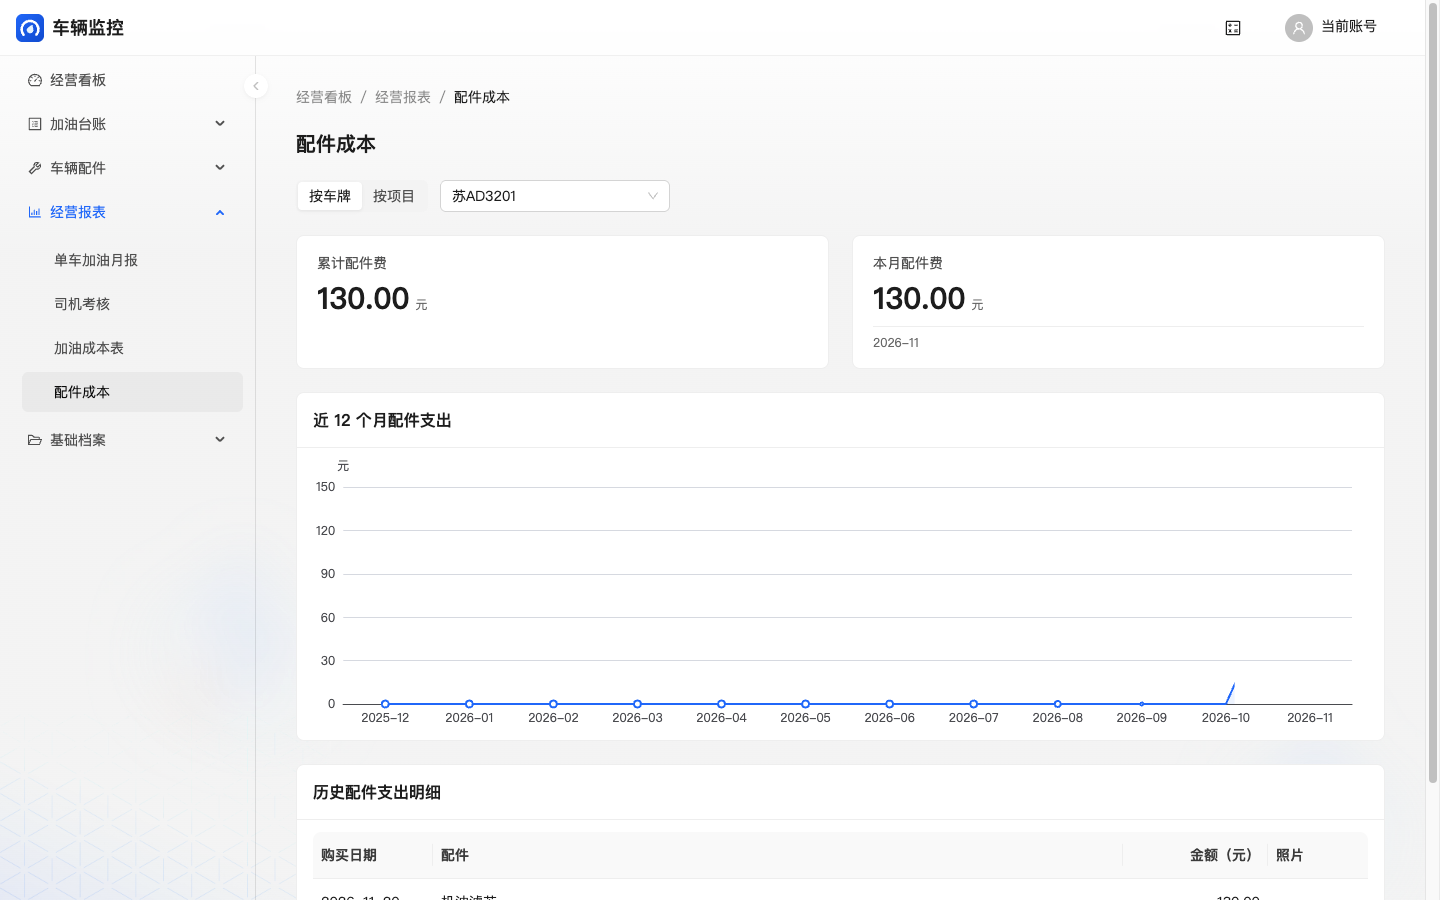 车辆监控
当前账号
经营看板
加油台账
车辆配件
经营报表
单车加油月报
司机考核
加油成本表
配件成本
基础档案
经营看板 / 经营报表 / 配件成本
配件成本
按车牌 按项目 苏AD3201
累计配件费
130.00 元
本月配件费
130.00 元
2026-11
近 12 个月配件支出
元
150
120
90
60
30
0
2025-12 2026-01 2026-02 2026-03 2026-04 2026-05 2026-06 2026-07 2026-08 2026-09 2026-10 2026-11
历史配件支出明细
购买日期 配件 金额（元） 照片